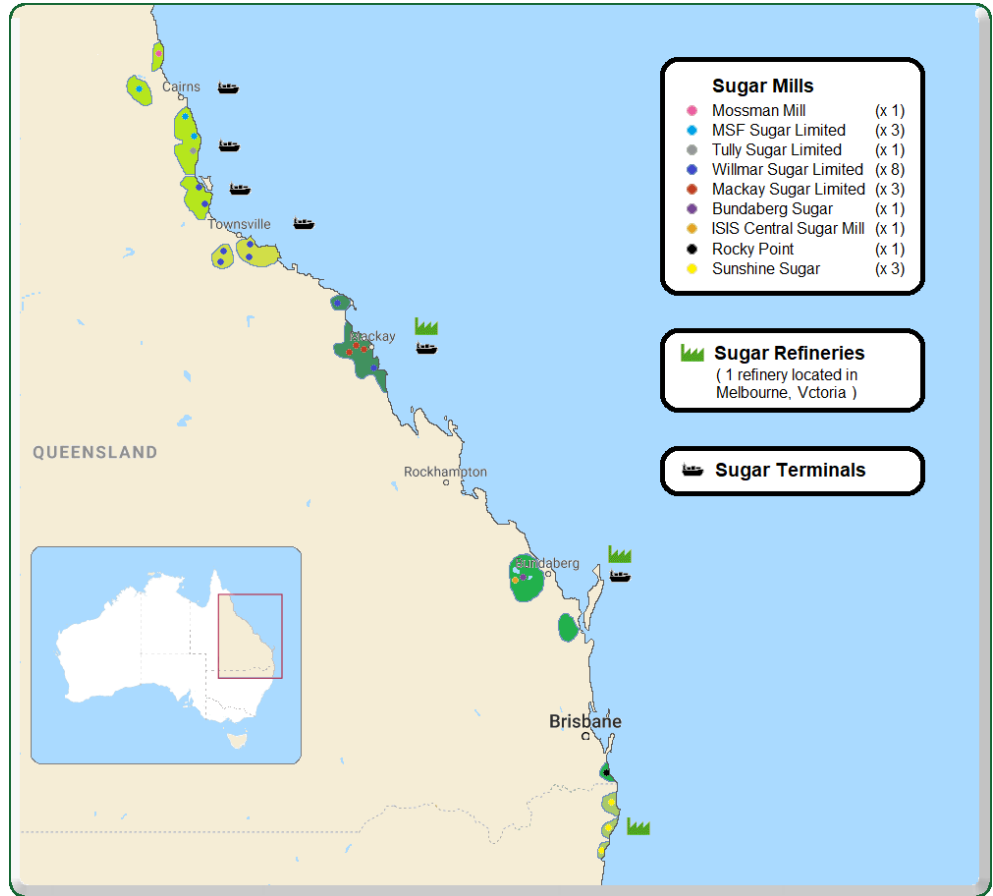 Cairns
Townsville
Mackay
QUEENSLAND
Rockhampton
Bundaberg
Brisbane
Sugar Mills
Mossman Mill (x 1)
MSF Sugar Limited (x 3)
Tully Sugar Limited (x 1)
Willmar Sugar Limited (x 8)
Mackay Sugar Limited (x 3)
Bundaberg Sugar (x 1)
ISIS Central Sugar Mill (x 1)
Rocky Point (x 1)
Sunshine Sugar (x 3)
Sugar Refineries
( 1 refinery located in
Melbourne, Vctoria )
Sugar Terminals